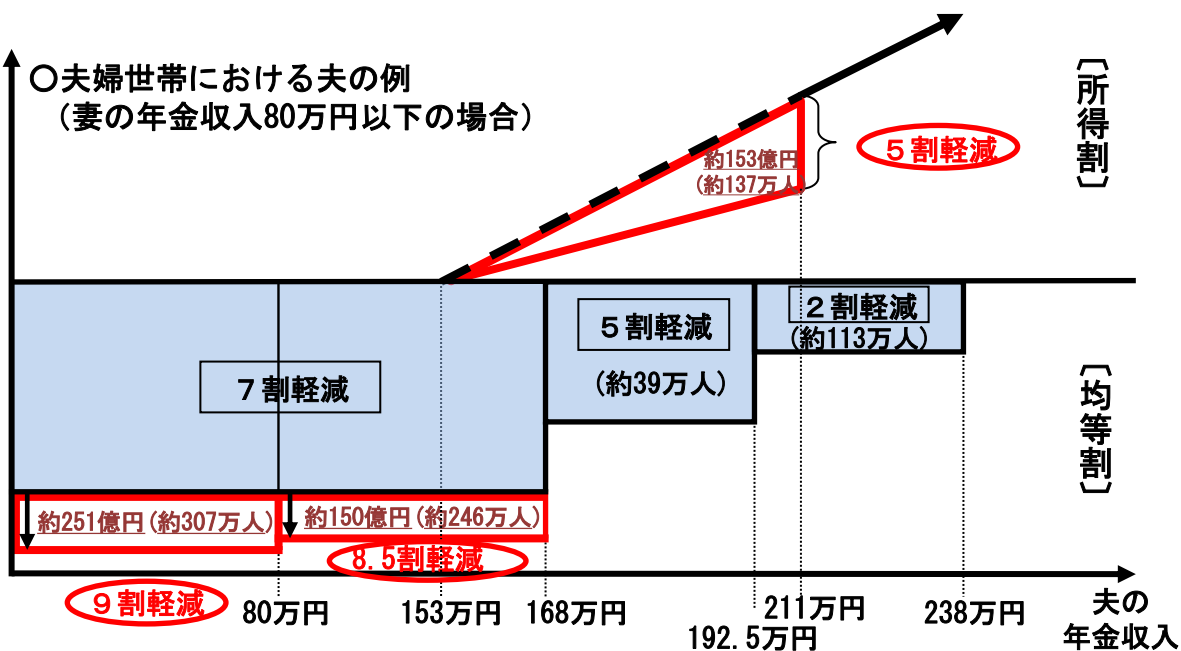 〇夫婦世帯における夫の例
（妻の年金収入80万円以下の場合）
〔所得割〕
５割軽減
約153億円
(約137万人)
２割軽減
(約113万人)
５割軽減
(約39万人)
７割軽減
〔均等割〕
約251億円(約307万人)
約150億円(約246万人)
8.5割軽減
９割軽減
80万円
153万円
168万円
192.5万円
211万円
238万円
夫の
年金収入